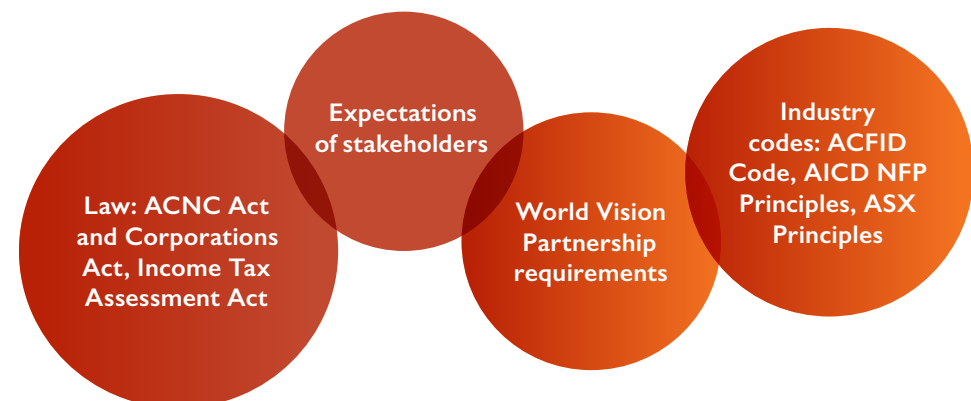 Law: ACNC Act
and Corporations
Act, Income Tax
Assessment Act
Expectations
of stakeholders
World Vision
Partnership
requirements
Industry
codes: ACFID
Code, AICD NFP
Principles, ASX
Principles